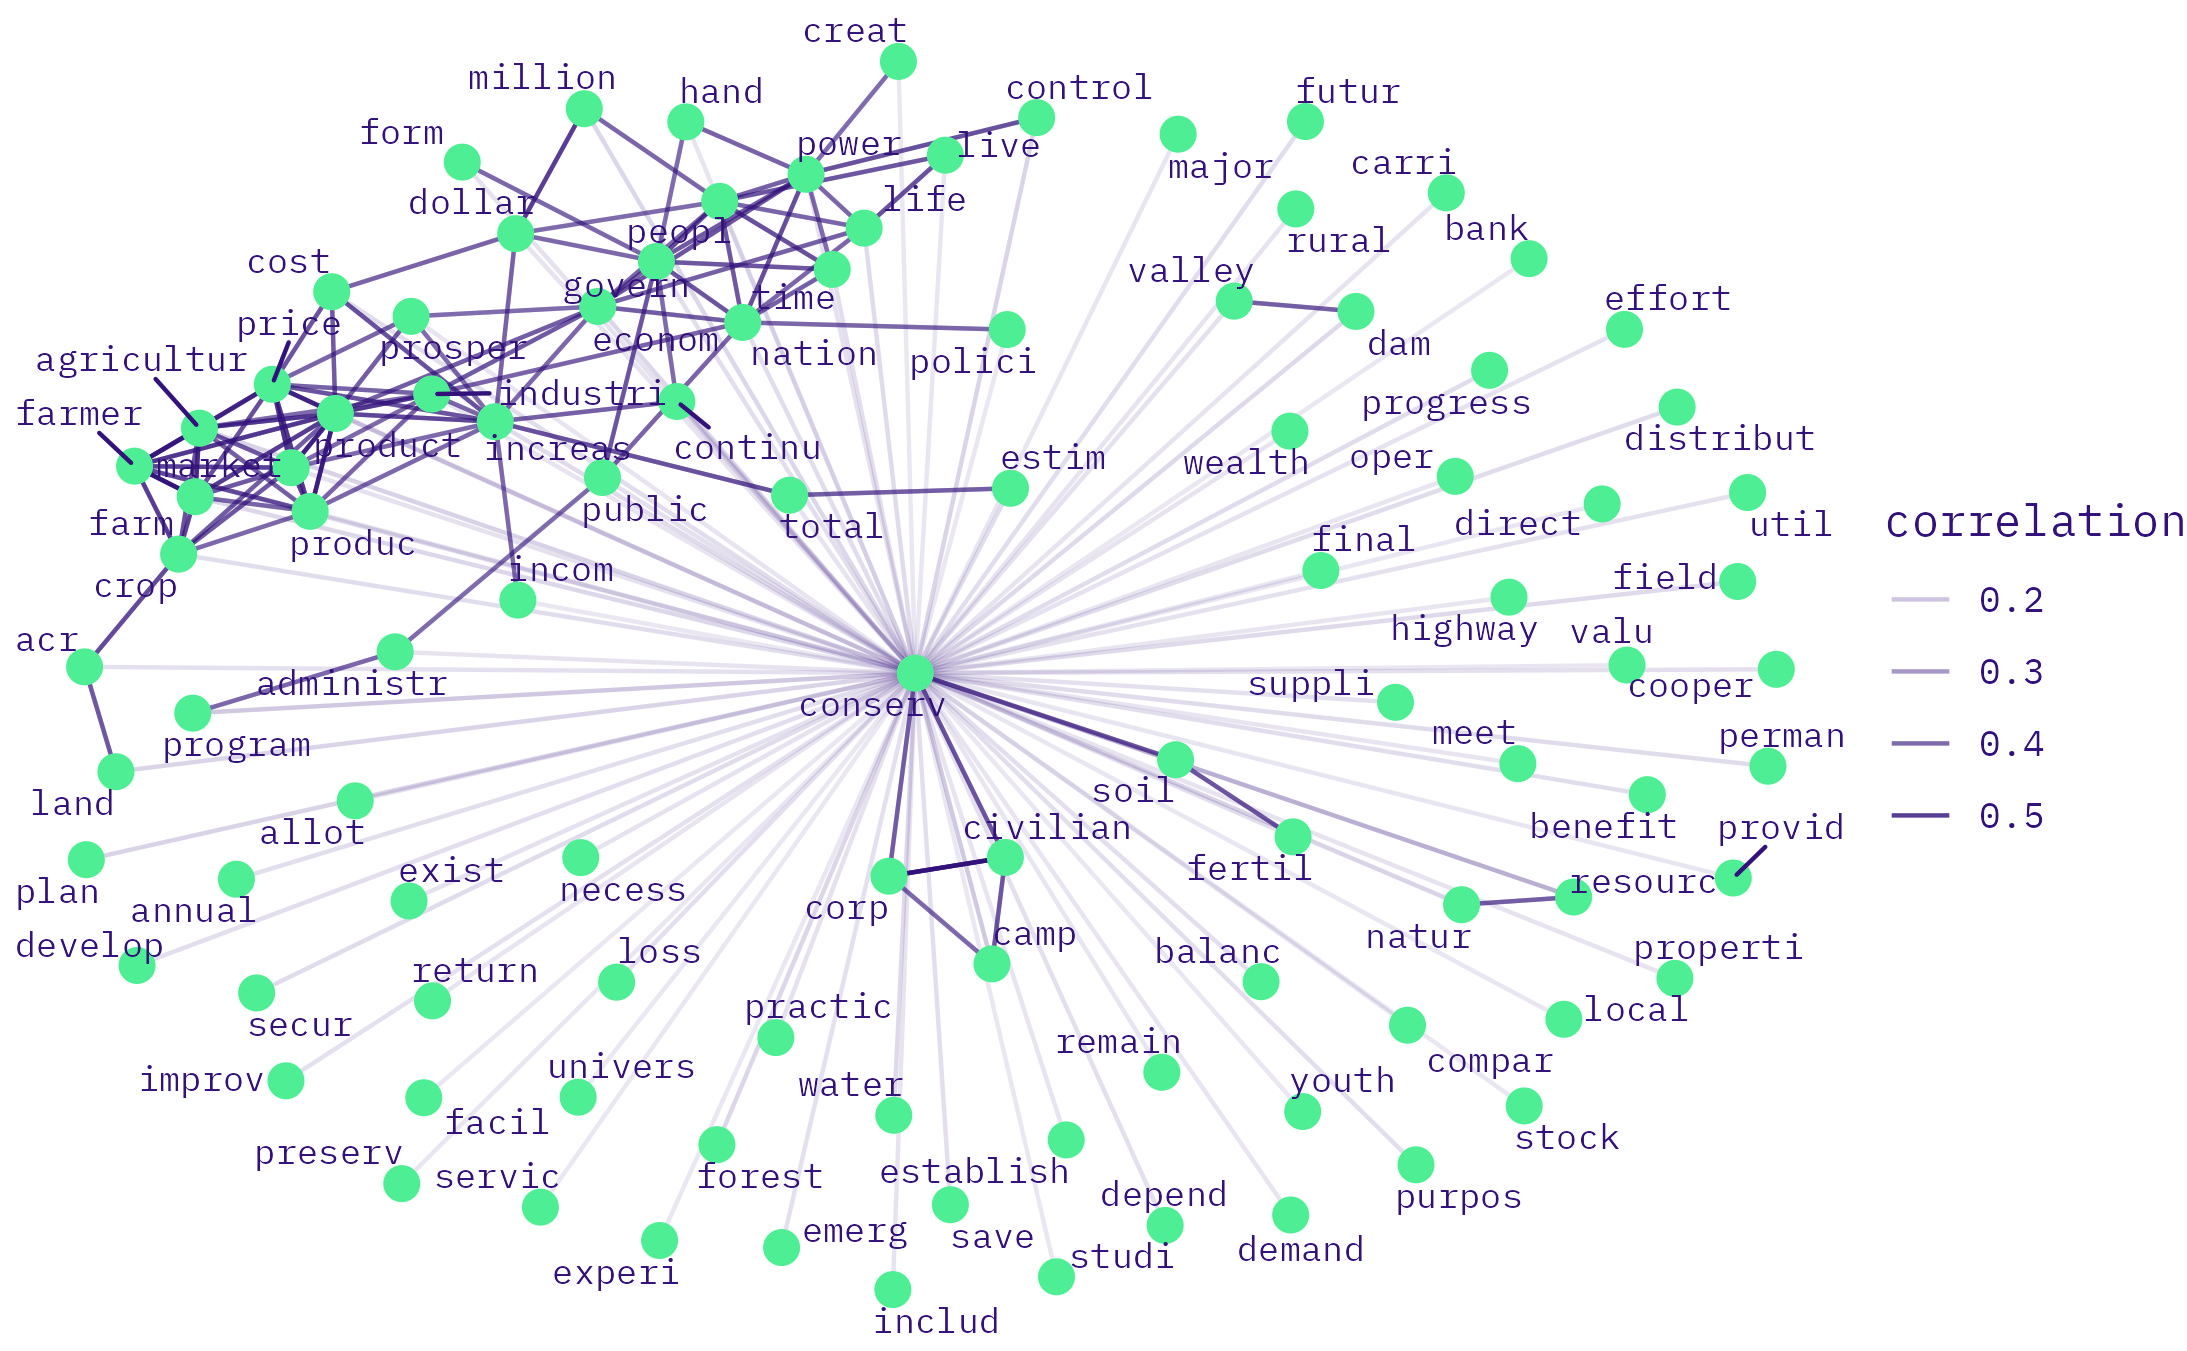 creat
million
hand
control
futur
form
power
live
major
carri
dollar
life
peopl
rural
bank
cost
valley
govern
time
effort
price
prosper
econom
nation
polici
dam
agricultur
industri
progress
farmer
product
increas
continu
estim
wealth
oper
distribut
market
farm
public
total
direct
util
correlation
produc
final
crop
incom
field
0.2
highway
valu
acr
administr
suppli
cooper
0.3
conserv
program
meet
perman
0.4
land
soil
allot
civilian
benefit
provid
0.5
plan
exist
necess
corp
fertil
resourc
annual
camp
natur
develop
loss
balanc
properti
return
practic
local
secur
remain
improv
univers
water
youth
compar
facil
stock
preserv
servic
forest
establish
depend
purpos
emerg
save
studi
demand
experi
includ